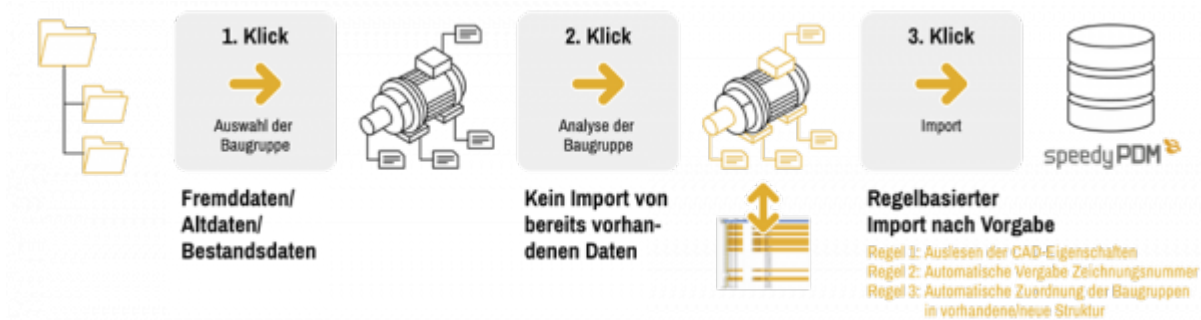 1. Klick
Auswahl der
Baugruppe
Fremddaten/
Altdaten/
Bestandsdaten
2. Klick
Analyse der
Baugruppe
Kein Import von
bereits vorhan-
denen Daten
3. Klick
Import
Regelbasierter
Import nach Vorgabe
Regel 1: Auslesen der CAD-Eigenschaften
Regel 2: Automatische Vergabe Zeichnungsnummer
Regel 3: Automatische Zuordnung der Baugruppen
in vorhandene/neue Struktur
speedyPDM